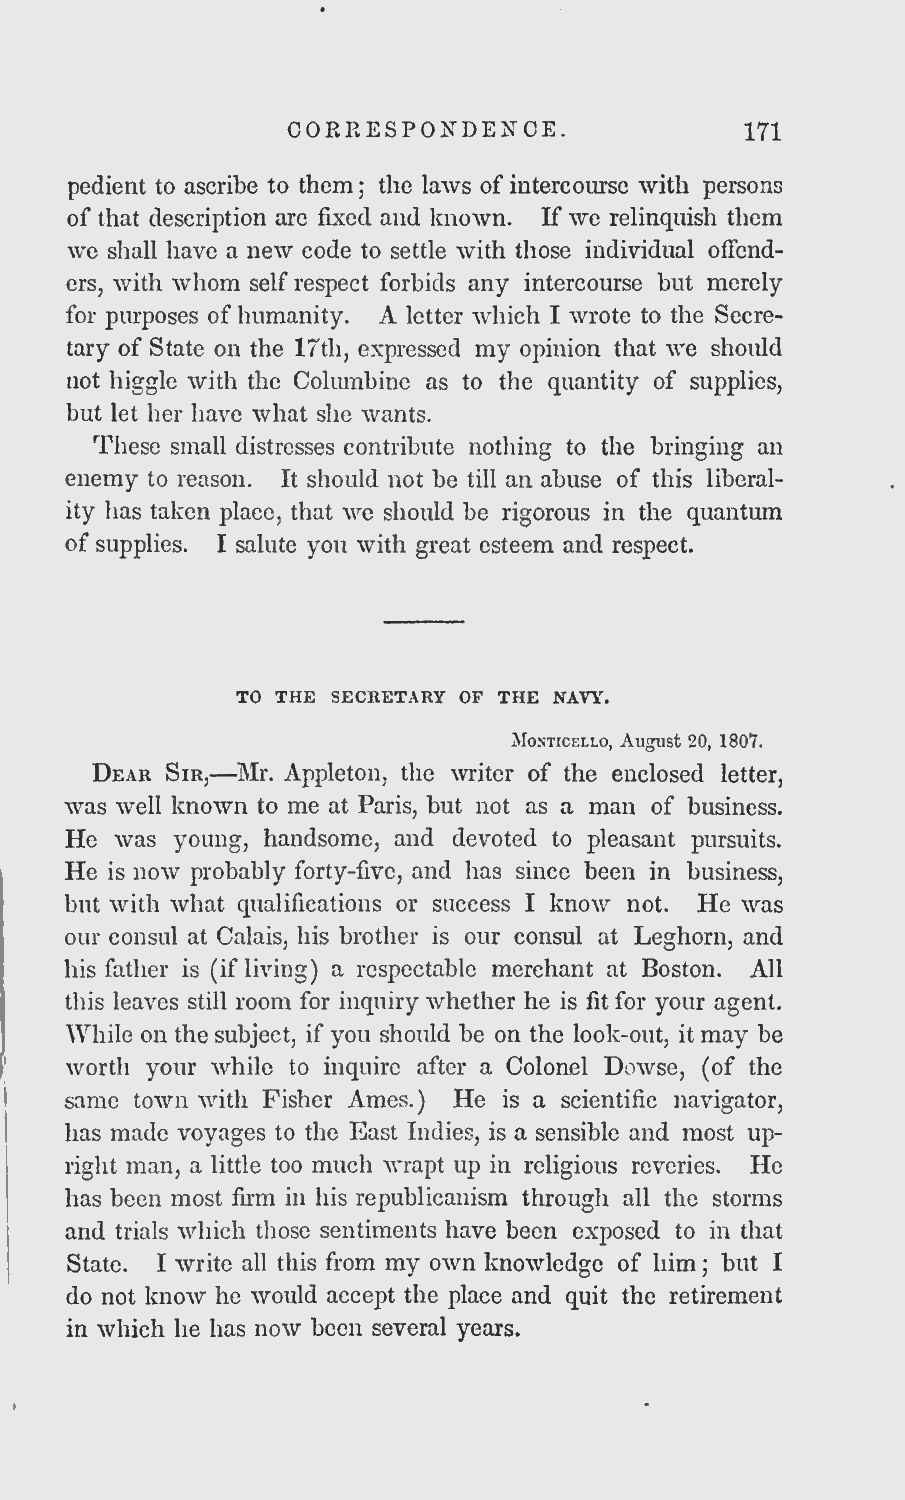 CORRESPONDENCE. 171
pedient to ascribe to them; the laws of intercourse with persons
of that description are fixed and known. If we relinquish them
we shall have a new code to settle with those individual offend-
ers, with whom self respect forbids any intercourse but merely
for purposes of humanity. A letter which I wrote to the Secre-
tary of State on the 17th, expressed my opinion that we should
not higgle with the Columbine as to the quantity of supplies,
but let her have what she wants.
These small distresses contribute nothing to the bringing an
enemy to reason. It should not be till an abuse of this liberal-
ity has taken place, that we should be rigorous in the quantum
of supplies. I salute you with great esteem and respect.
TO THE SECRETARY OF THE NAVY.
MONTICELLO, August 20, 1807.
DEAR SIR,—Mr. Appleton, the writer of the enclosed letter,
was well known to me at Paris, but not as a man of business.
He was young, handsome, and devoted to pleasant pursuits.
He is now probably forty-five, and has since been in business,
but with what qualifications or success I know not. He was
our consul at Calais, his brother is our consul at Leghorn, and
his father is (if living) a respectable merchant at Boston. All
this leaves still room for inquiry whether he is fit for your agent.
While on the subject, if you should be on the look-out, it may be
worth your while to inquire after a Colonel Dowse, (of the
same town with Fisher Ames.) He is a scientific navigator,
has made voyages to the East Indies, is a sensible and most up-
right man, a little too much wrapt up in religious reveries. He
has been most firm in his republicanism through all the storms
and trials which those sentiments have been exposed to in that
State. I write all this from my own knowledge of him; but I
do not know he would accept the place and quit the retirement
in which he has now been several years.